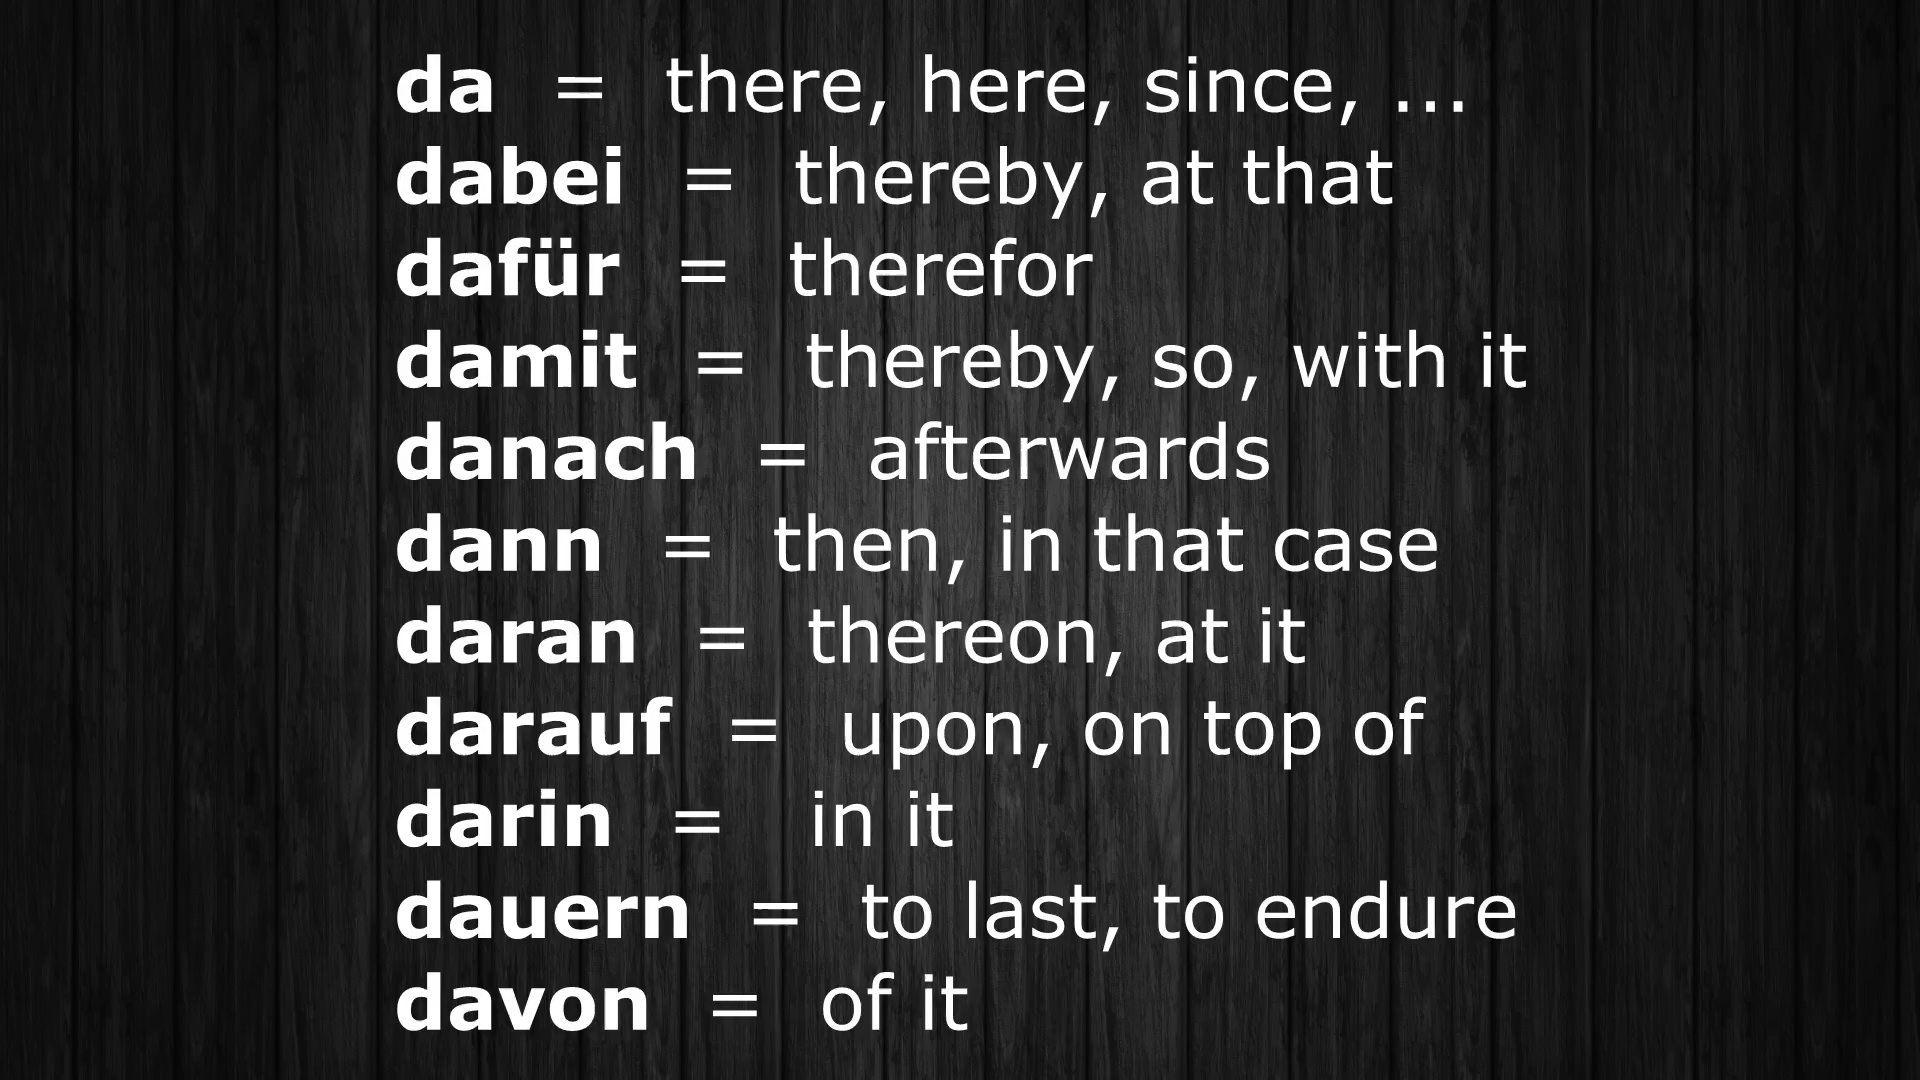 da = there, here, since, ...
dabei = thereby, at that
dafür = therefor
damit = thereby, so, with it
danach = afterwards
dann = then, in that case
daran = thereon, at it
darauf = upon, on top of
darin = in it
dauern = to last, to endure
davon = of it